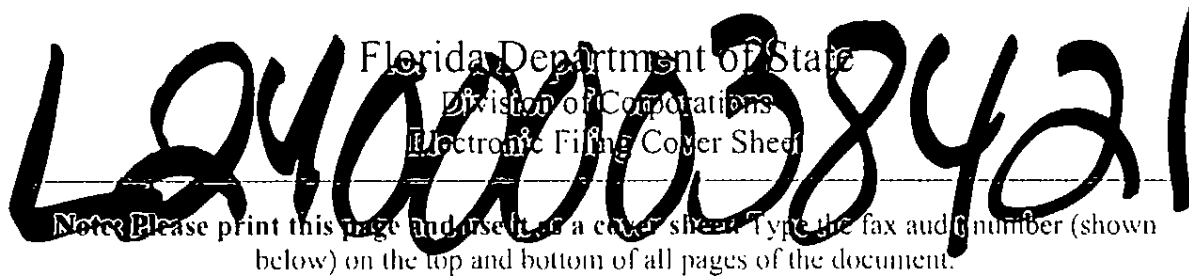 L24000038421
Florida Department of State
Division of Corporations
Electronic Filing Cover Sheet
Note: Please print this page and use it as a cover sheet. Type the fax audit number (shown
below) on the top and bottom of all pages of the document.